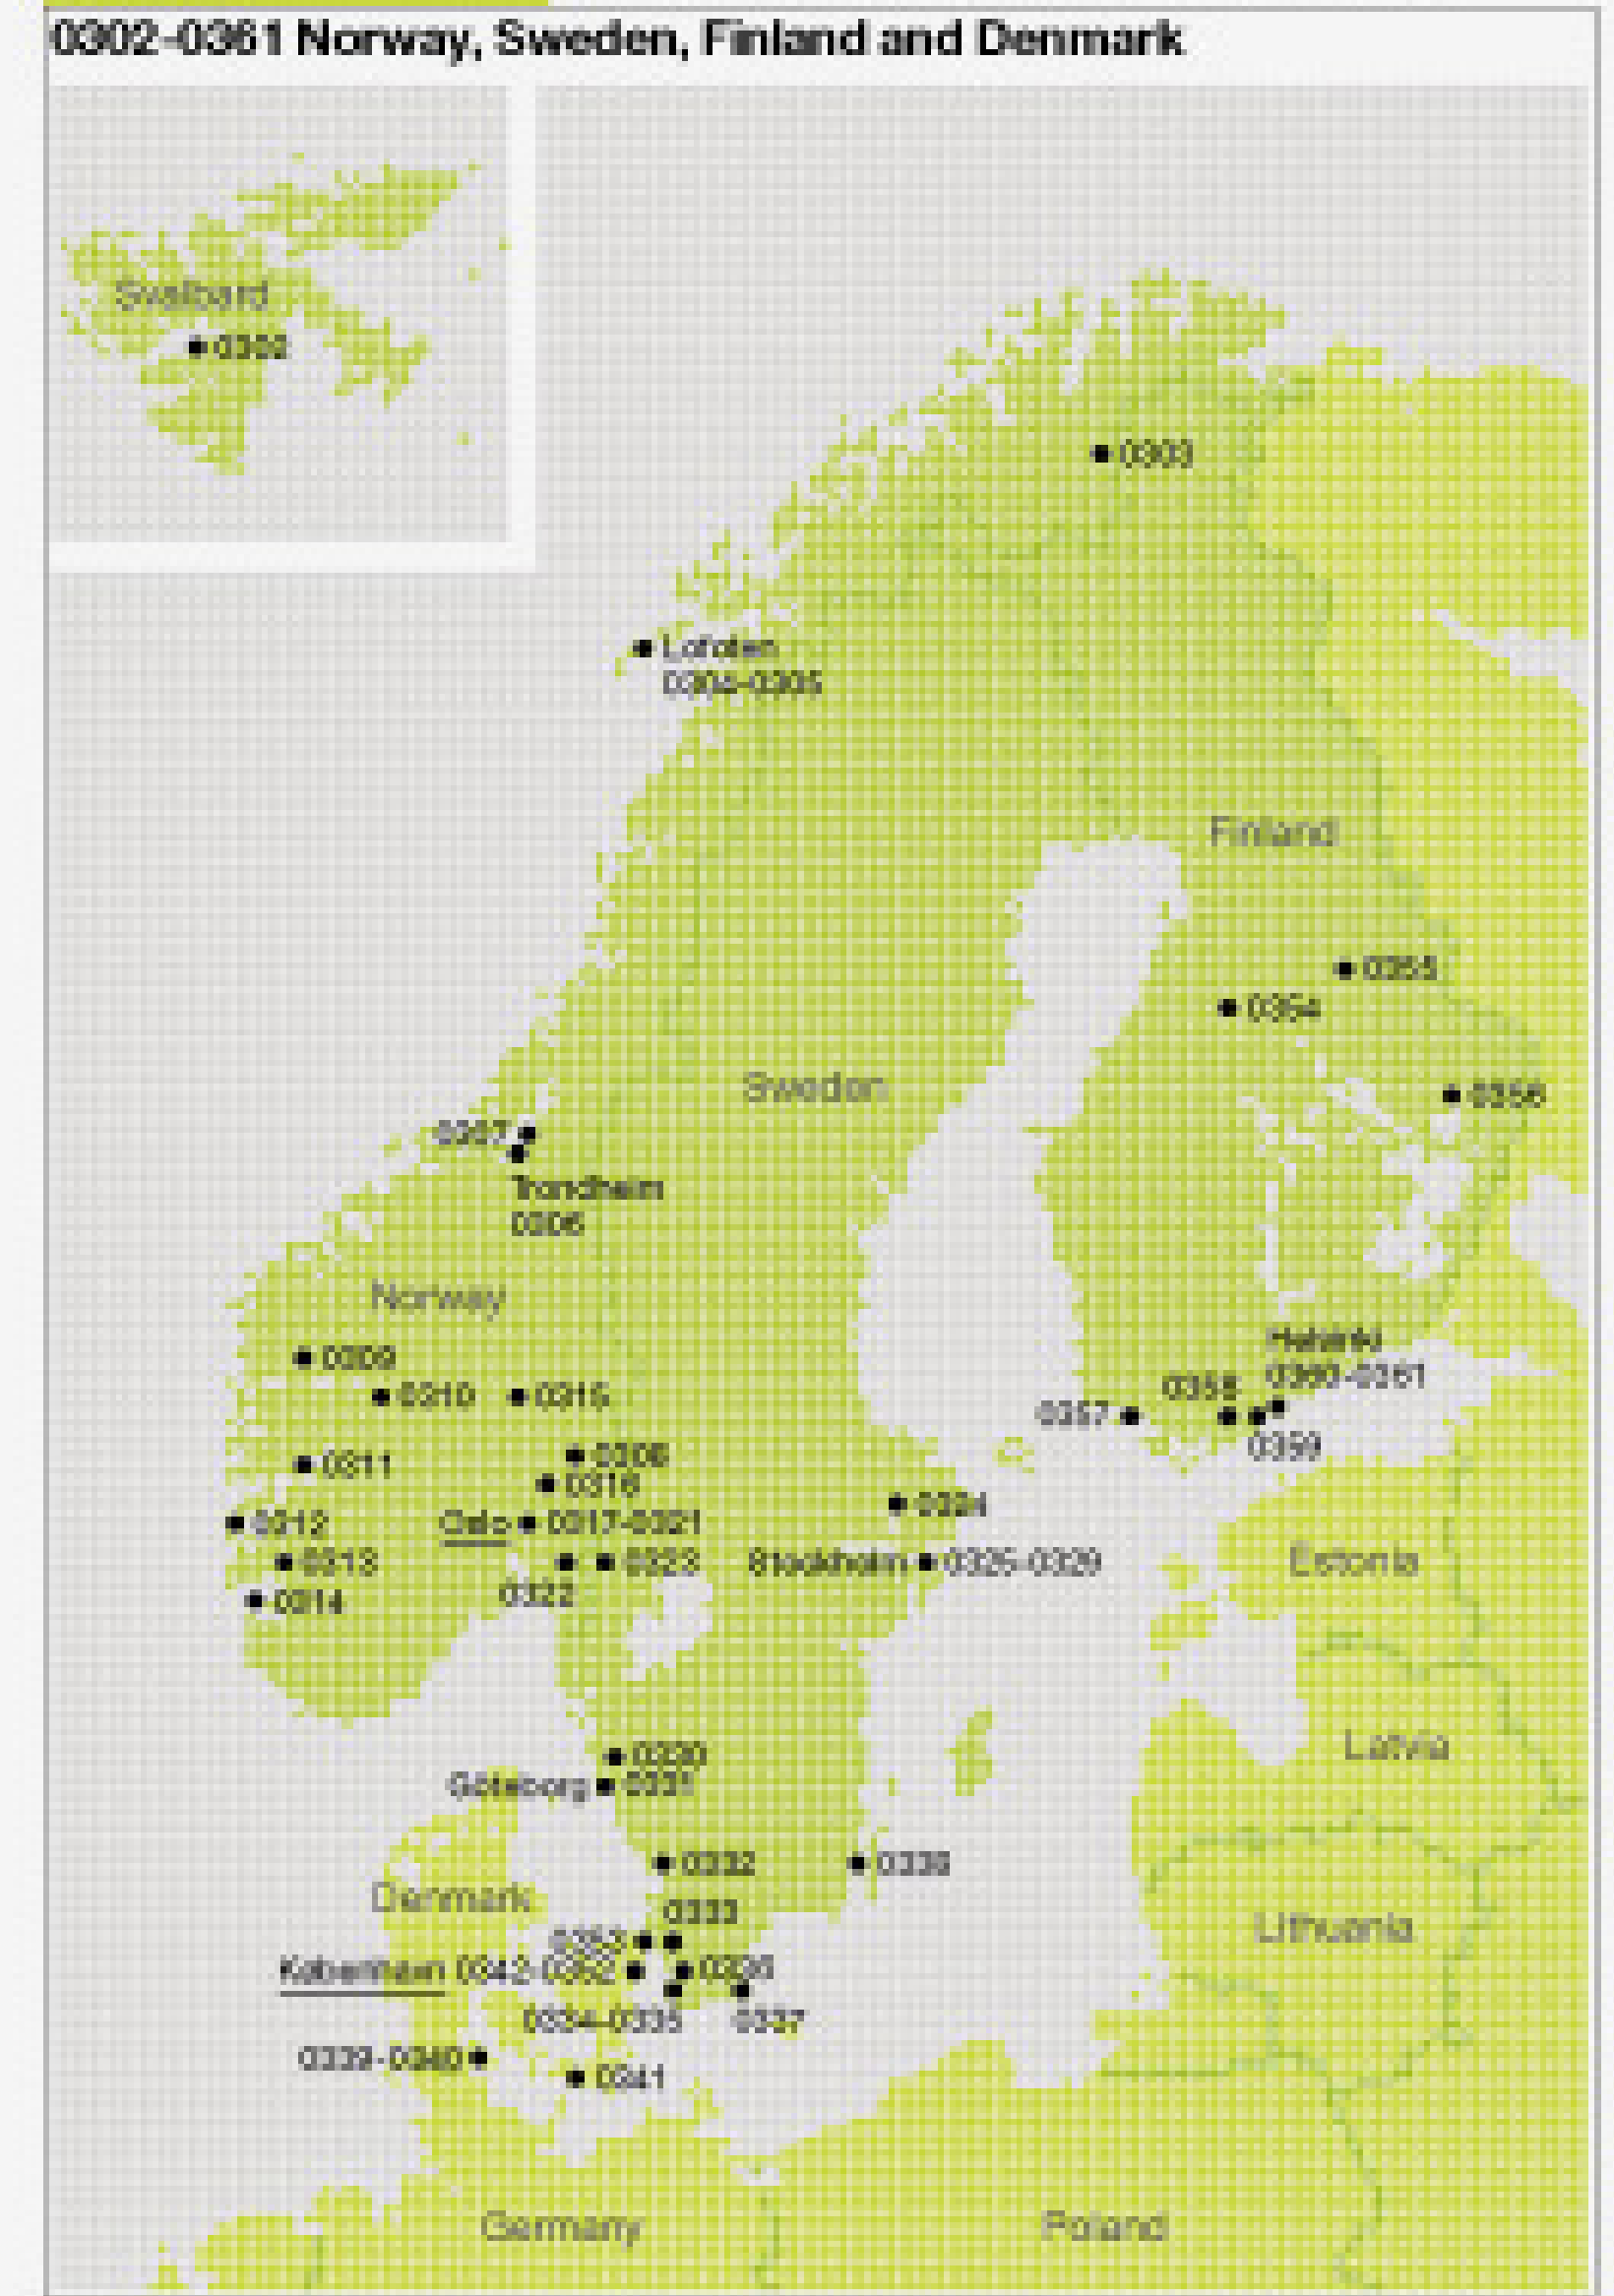 0302-0361 Norway, Sweden, Finland and Denmark
Svalbard
0302
0303
Lofoten
0304-0305
Finland
0355
0354
Sweden
0356
0307
Trondheim
0306
Norway
0309
0310
0315
Helsinki
0360-0361
0358
0357
0359
0308
0311
0316
0324
0312
Oslo 0317-0321
0313
0323
Stockholm 0325-0329
Estonia
0322
0314
0330
Göteborg 0331
Latvia
0332
0338
Denmark
0333
Lithuania
0353
København 0342-0352
0336
0334-0335
0337
0339-0340
0341
Germany
Poland